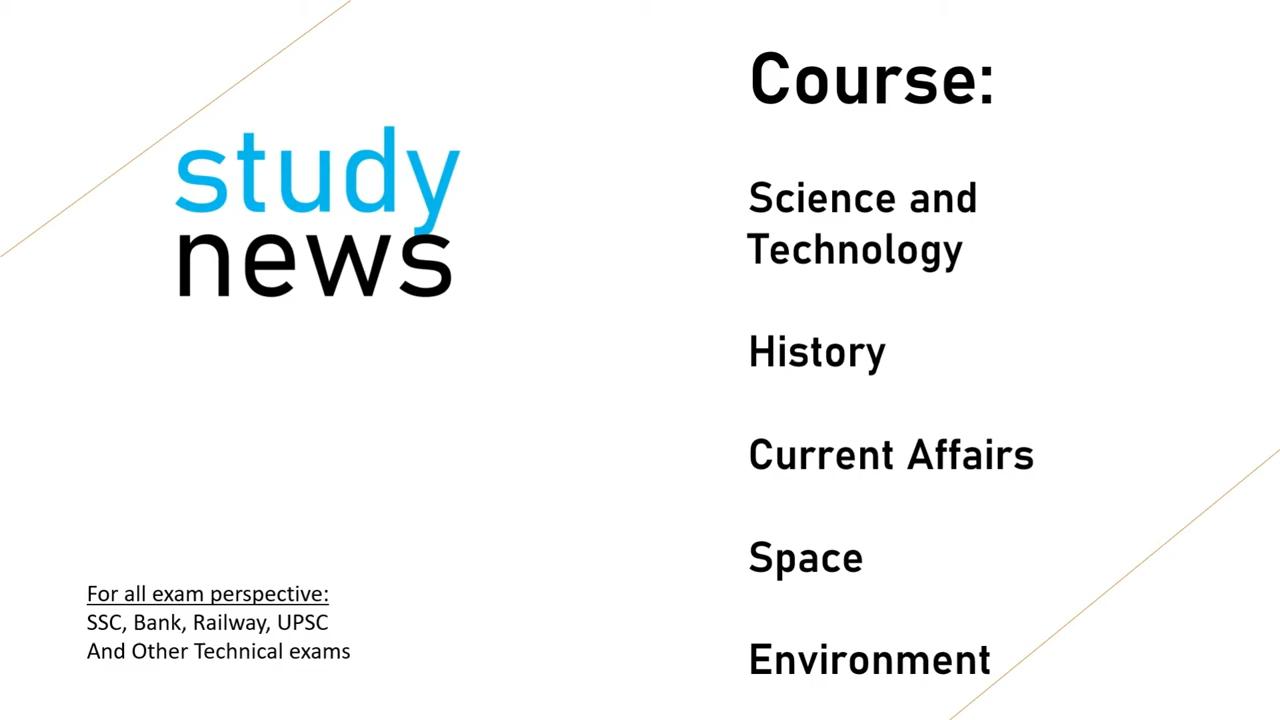 study
news
For all exam perspective:
SSC, Bank, Railway, UPSC
And Other Technical exams
Course:
Science and
Technology
History
Current Affairs
Space
Environment